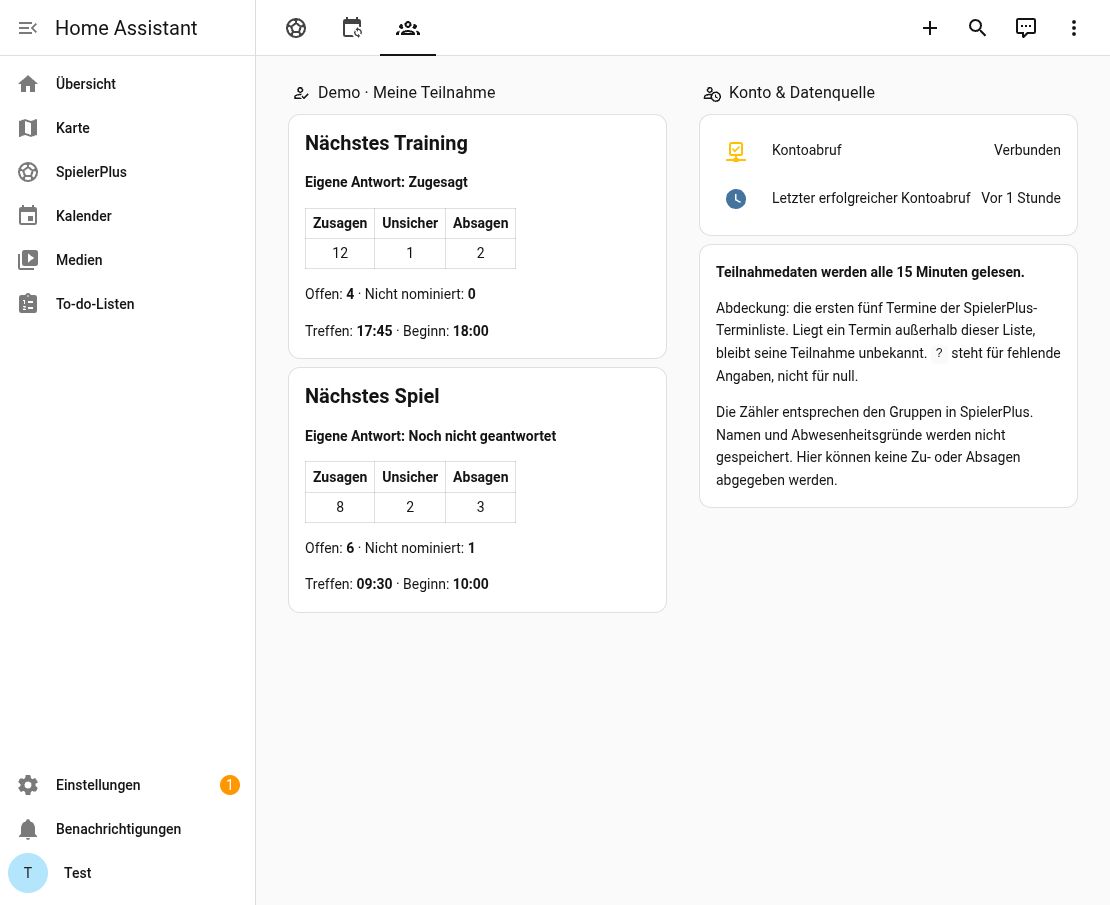 Home Assistant
Übersicht
Karte
SpielerPlus
Kalender
Medien
To-do-Listen
Einstellungen 1
Benachrichtigungen
T Test
Demo · Meine Teilnahme
Nächstes Training
Eigene Antwort: Zugesagt
Zusagen Unsicher Absagen
12 1 2
Offen: 4 · Nicht nominiert: 0
Treffen: 17:45 · Beginn: 18:00
Nächstes Spiel
Eigene Antwort: Noch nicht geantwortet
Zusagen Unsicher Absagen
8 2 3
Offen: 6 · Nicht nominiert: 1
Treffen: 09:30 · Beginn: 10:00
Konto & Datenquelle
Kontoabruf Verbunden
Letzter erfolgreicher Kontoabruf Vor 1 Stunde
Teilnahmedaten werden alle 15 Minuten gelesen.
Abdeckung: die ersten fünf Termine der SpielerPlus-
Terminliste. Liegt ein Termin außerhalb dieser Liste,
bleibt seine Teilnahme unbekannt. ? steht für fehlende
Angaben, nicht für null.
Die Zähler entsprechen den Gruppen in SpielerPlus.
Namen und Abwesenheitsgründe werden nicht
gespeichert. Hier können keine Zu- oder Absagen
abgegeben werden.